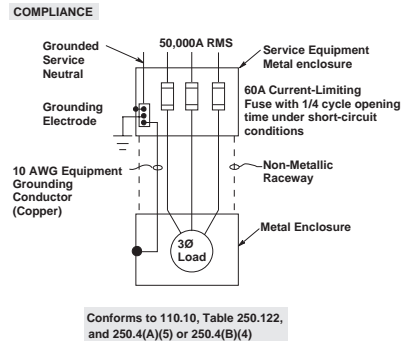 COMPLIANCE
Grounded
Service
Neutral
50,000A RMS
Service Equipment
Metal enclosure
Grounding
Electrode
60A Current-Limiting
Fuse with 1/4 cycle opening
time under short-circuit
conditions
10 AWG Equipment
Grounding
Conductor
(Copper)
Non-Metallic
Raceway
Metal Enclosure
3Ø
Load
Conforms to 110.10, Table 250.122,
and 250.4(A)(5) or 250.4(B)(4)